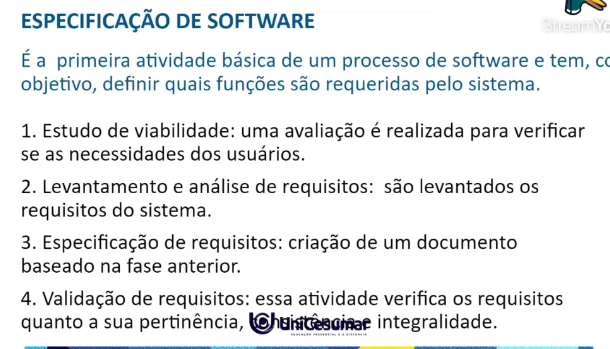 ESPECIFICAÇÃO DE SOFTWARE
StreamYo
É a primeira atividade básica de um processo de software e tem, co
objetivo, definir quais funções são requeridas pelo sistema.
1. Estudo de viabilidade: uma avaliação é realizada para verificar
se as necessidades dos usuários.
2. Levantamento e análise de requisitos: são levantados os
requisitos do sistema.
3. Especificação de requisitos: criação de um documento
baseado na fase anterior.
4. Validação de requisitos: essa atividade verifica os requisitos
quanto a sua pertinência, consistência e integralidade.
UniCesumar
EDUCAÇÃO PRESENCIAL E A DISTÂNCIA